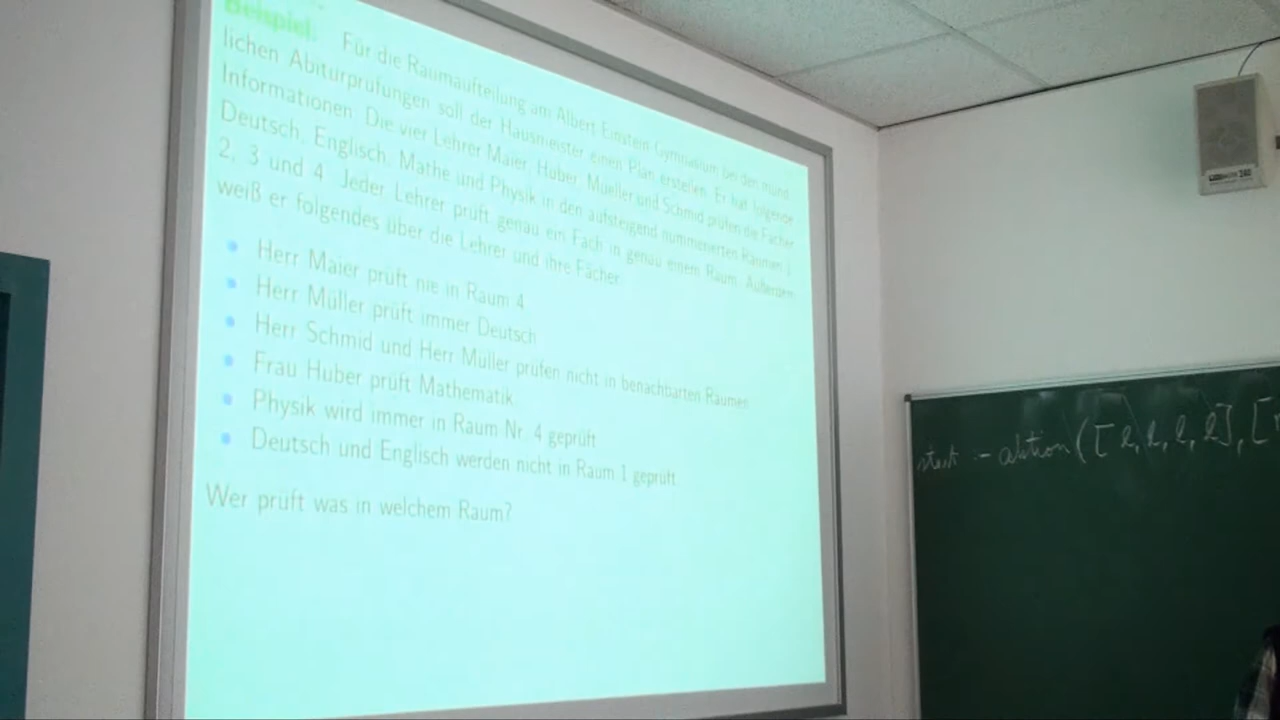 Beispiel: Für die Raumaufteilung am Albert Einstein Gymnasium bei den münd-
lichen Abiturprüfungen soll der Hausmeister einen Plan erstellen. Er hat folgende
Informationen. Die vier Lehrer Maier, Huber, Mueller und Schmid prüfen die Fächer
Deutsch, Englisch, Mathe und Physik in den aufsteigend nummerierten Räumen 1,
2, 3 und 4. Jeder Lehrer prüft genau ein Fach in genau einem Raum. Außerdem
weiß er folgendes über die Lehrer und ihre Fächer
• Herr Maier prüft nie in Raum 4
• Herr Müller prüft immer Deutsch
• Herr Schmid und Herr Müller prüfen nicht in benachbarten Räumen
• Frau Huber prüft Mathematik
• Physik wird immer in Raum Nr. 4 geprüft
• Deutsch und Englisch werden nicht in Raum 1 geprüft
Wer prüft was in welchem Raum?
:- aktion([l,l,l,l],[